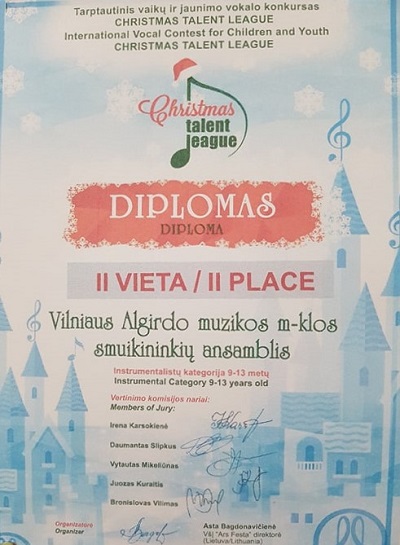 Tarptautinis vaikų ir jaunimo vokalo konkursas
CHRISTMAS TALENT LEAGUE
International Vocal Contest for Children and Youth
CHRISTMAS TALENT LEAGUE
Christmas
talent
league
DIPLOMAS
DIPLOMA
II VIETA / II PLACE
Vilniaus Algirdo muzikos m-klos
smuikininkių ansamblis
Instrumentalistų kategorija 9-13 metų
Instrumental Category 9-13 years old
Vertinimo komisijos nariai:
Members of Jury:
Irena Karsokienė
Daumantas Slipkus
Vytautas Mikeliūnas
Juozas Kuraitis
Bronislovas Vilimas
Organizatorė
Organizer
Asta Bagdonavičienė
VšĮ "Ars Festa" direktorė
(Lietuva/Lithuania)